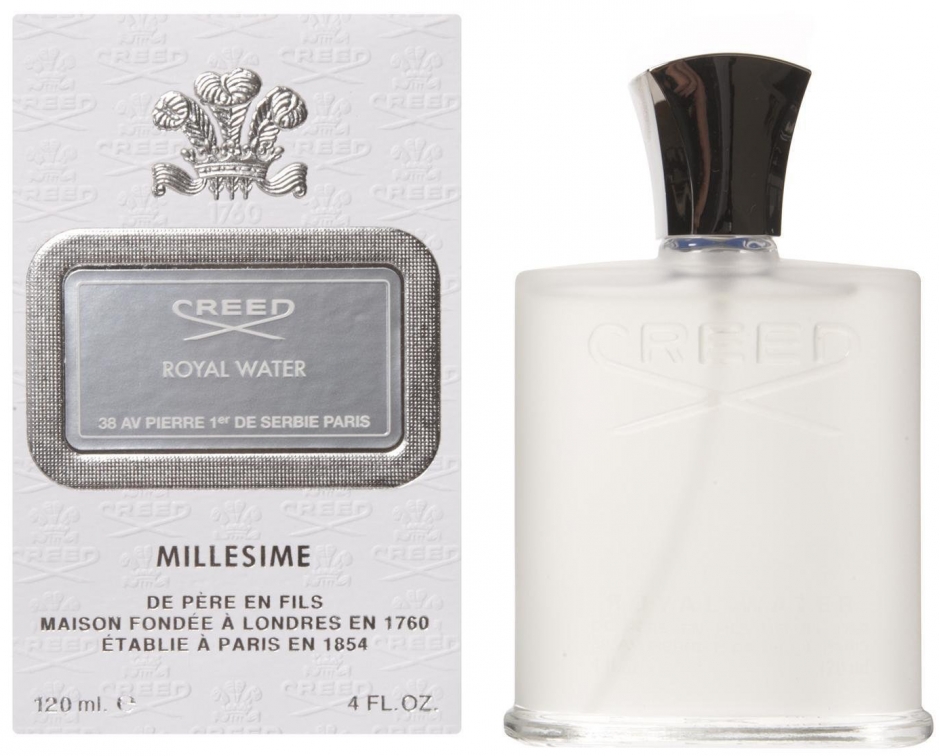 1760
CREED
ROYAL WATER
38 AV PIERRE 1er DE SERBIE PARIS
MILLESIME
DE PÈRE EN FILS
MAISON FONDÉE À LONDRES EN 1760
ÉTABLIE À PARIS EN 1854
120 ml. ℮
4 FL.OZ.
CREED